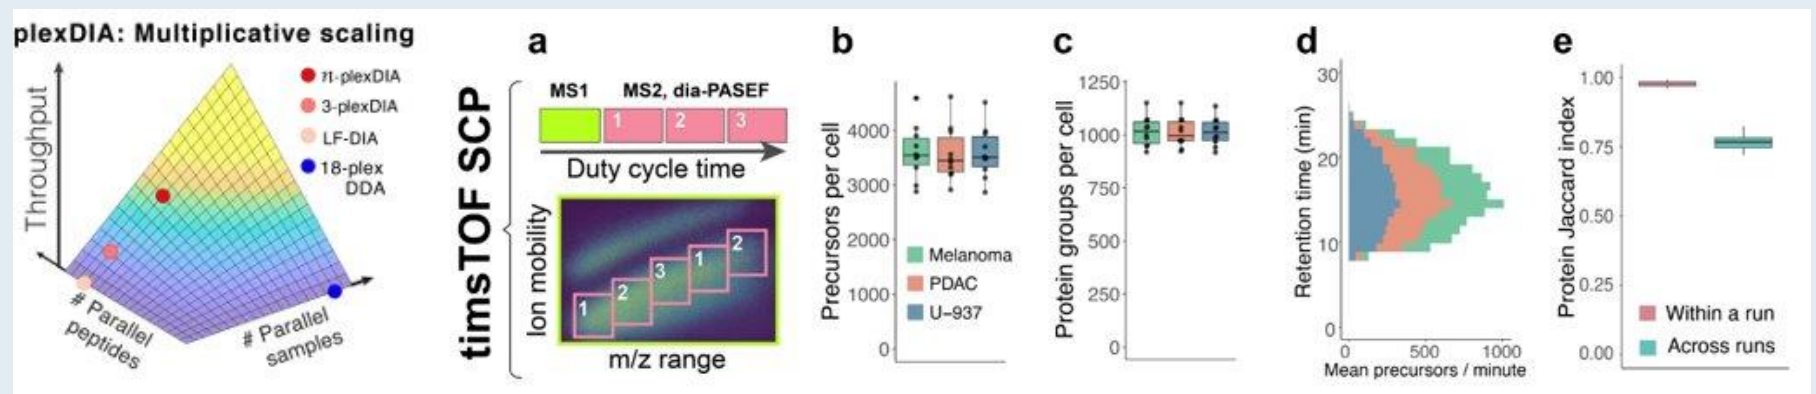 plexDIA: Multiplicative scaling
Throughput
# Parallel
peptides
# Parallel
samples
n-plexDIA
3-plexDIA
LF-DIA
18-plex
DDA
timsTOF SCP
a
MS1
MS2, dia-PASEF
1
2
3
Duty cycle time
Ion mobility
1
2
3
1
2
m/z range
b
Precursors per cell
4000
3000
2000
1000
0
Melanoma
PDAC
U-937
c
Protein groups per cell
1250
1000
750
500
250
0
d
Retention time (min)
30
20
10
0
0
500
1000
Mean precursors / minute
e
Protein Jaccard index
1.00
0.75
0.50
0.25
0.00
Within a run
Across runs